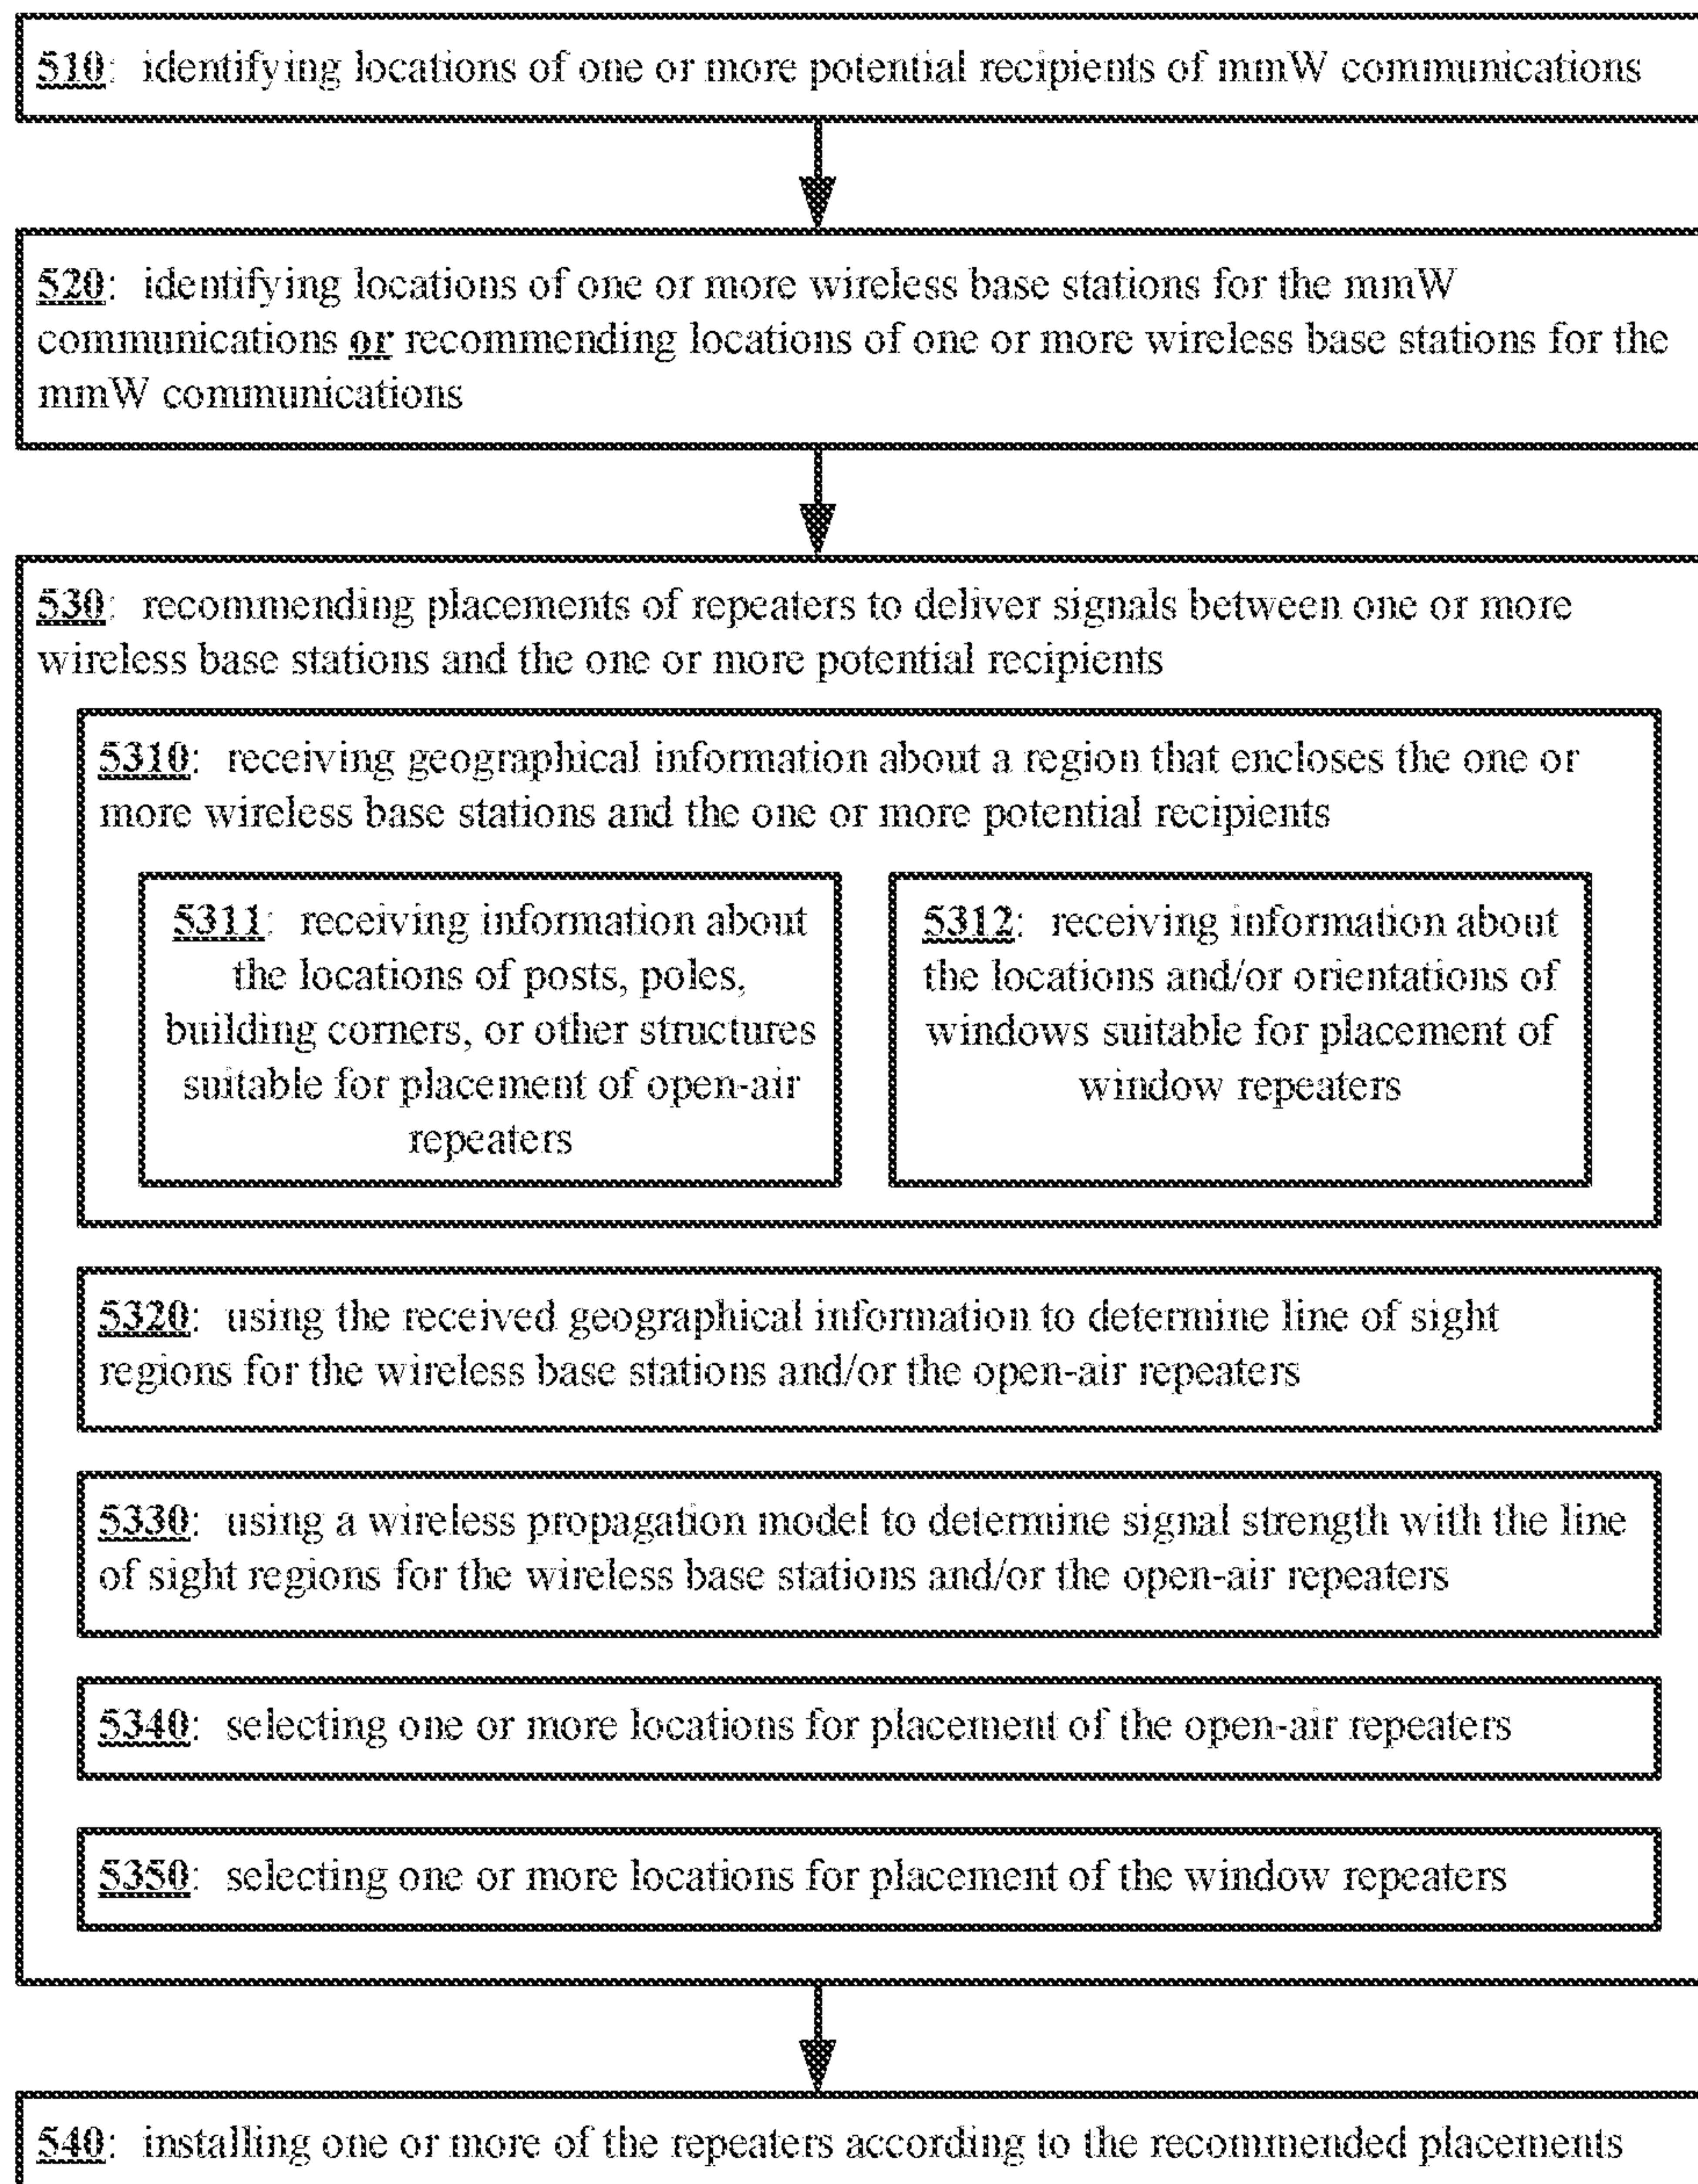 510: identifying locations of one or more potential recipients of mmW communications
520: identifying locations of one or more wireless base stations for the mmW
communications or recommending locations of one or more wireless base stations for the
mmW communications
530: recommending placements of repeaters to deliver signals between one or more
wireless base stations and the one or more potential recipients
5310: receiving geographical information about a region that encloses the one or
more wireless base stations and the one or more potential recipients
5311: receiving information about
the locations of posts, poles,
building corners, or other structures
suitable for placement of open-air
repeaters
5312: receiving information about
the locations and/or orientations of
windows suitable for placement of
window repeaters
5320: using the received geographical information to determine line of sight
regions for the wireless base stations and/or the open-air repeaters
5330: using a wireless propagation model to determine signal strength with the line
of sight regions for the wireless base stations and/or the open-air repeaters
5340: selecting one or more locations for placement of the open-air repeaters
5350: selecting one or more locations for placement of the window repeaters
540: installing one or more of the repeaters according to the recommended placements